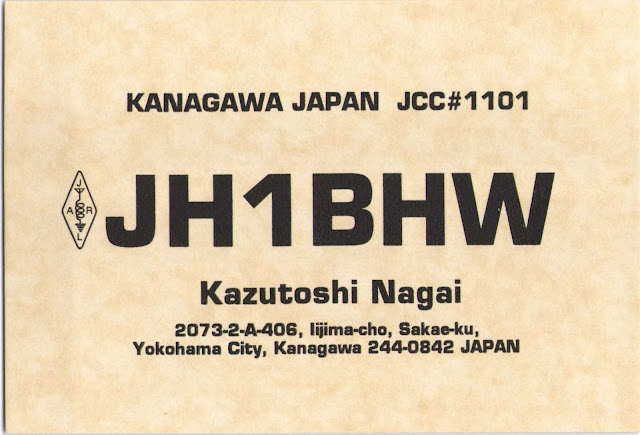 KANAGAWA JAPAN JCC#1101
J
A R
L
JH1BHW
Kazutoshi Nagai
2073-2-A-406, Iijima-cho, Sakae-ku,
Yokohama City, Kanagawa 244-0842 JAPAN